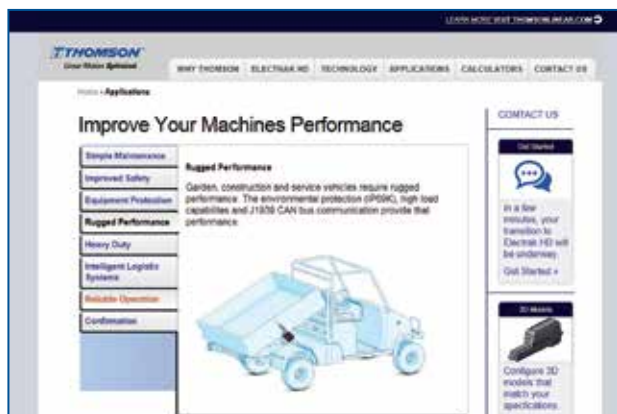 LEARN MORE VISIT THOMSONLINEAR.COM
THOMSON
Linear Motion. Optimized.
WHY THOMSON ELECTRAK HD TECHNOLOGY APPLICATIONS CALCULATORS CONTACT US
Home › Applications
Improve Your Machines Performance
Simple Maintenance
Improved Safety
Equipment Protection
Rugged Performance
Heavy Duty
Intelligent Logistic
Systems
Reliable Operation
Confirmation
Rugged Performance
Garden, construction and service vehicles require rugged
performance. The environmental protection (IP69K), high load
capabilities and J1939 CAN bus communication provide that
performance.
CONTACT US
Get Started
In a few
minutes, your
transition to
Electrak HD will
be underway.
Get Started »
3D Models
Configure 3D
models that
match your
specifications